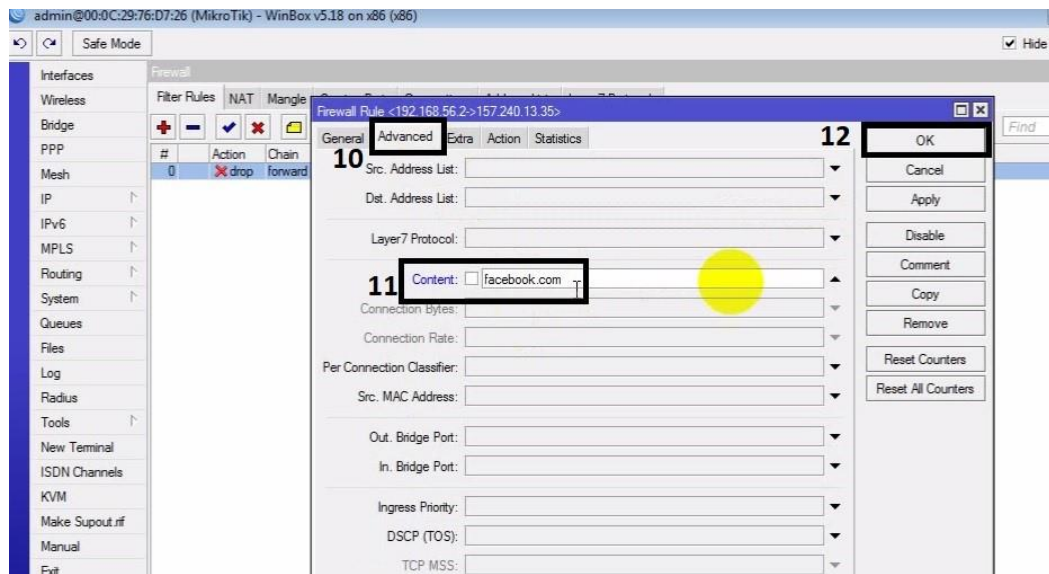 admin@00:0C:29:76:D7:26 (MikroTik) - WinBox v5.18 on x86 (x86)
Safe Mode
Hide
Interfaces
Wireless
Bridge
PPP
Mesh
IP
IPv6
MPLS
Routing
System
Queues
Files
Log
Radius
Tools
New Terminal
ISDN Channels
KVM
Make Supout.rif
Manual
Exit
Firewall
Filter Rules NAT Mangle
Find
# Action Chain
0 drop forward
Firewall Rule <192.168.56.2->157.240.13.35>
General Advanced Extra Action Statistics
10
12
Src. Address List:
Dst. Address List:
Layer7 Protocol:
11
Content: facebook.com
Connection Bytes:
Connection Rate:
Per Connection Classifier:
Src. MAC Address:
Out. Bridge Port:
In. Bridge Port:
Ingress Priority:
DSCP (TOS):
TCP MSS:
OK
Cancel
Apply
Disable
Comment
Copy
Remove
Reset Counters
Reset All Counters